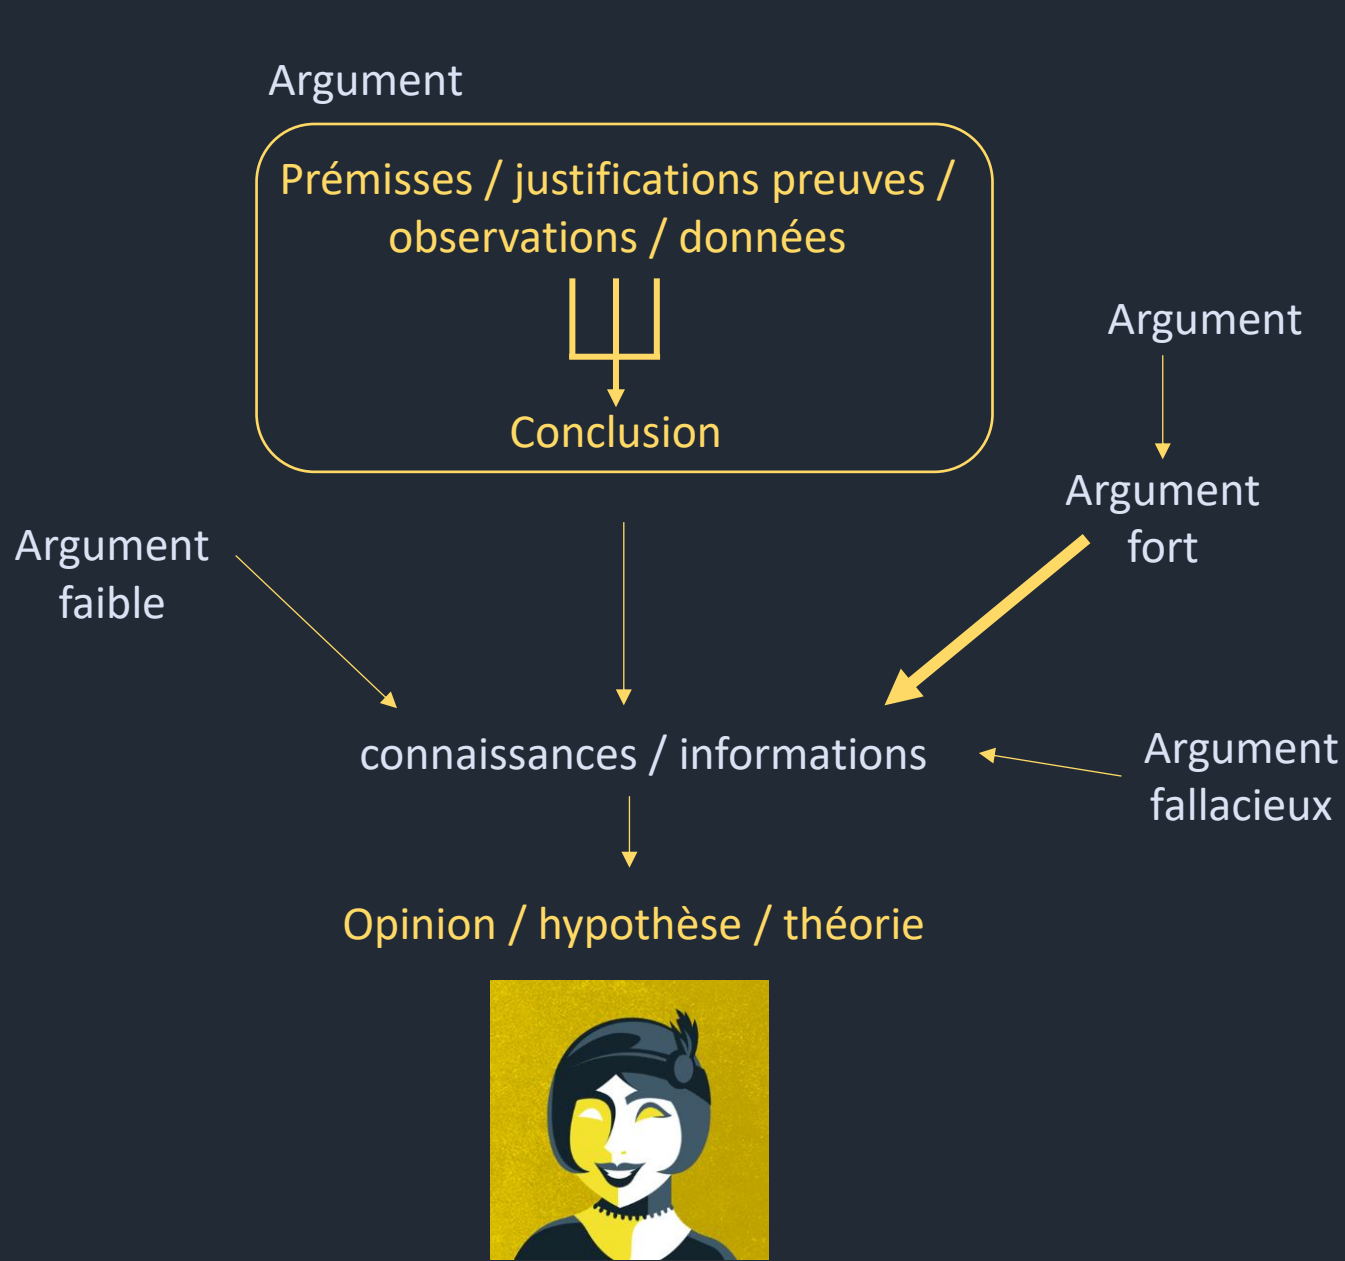 Argument
Prémisses / justifications preuves /
observations / données
Conclusion
Argument
Argument
fort
Argument
faible
connaissances / informations
Argument
fallacieux
Opinion / hypothèse / théorie